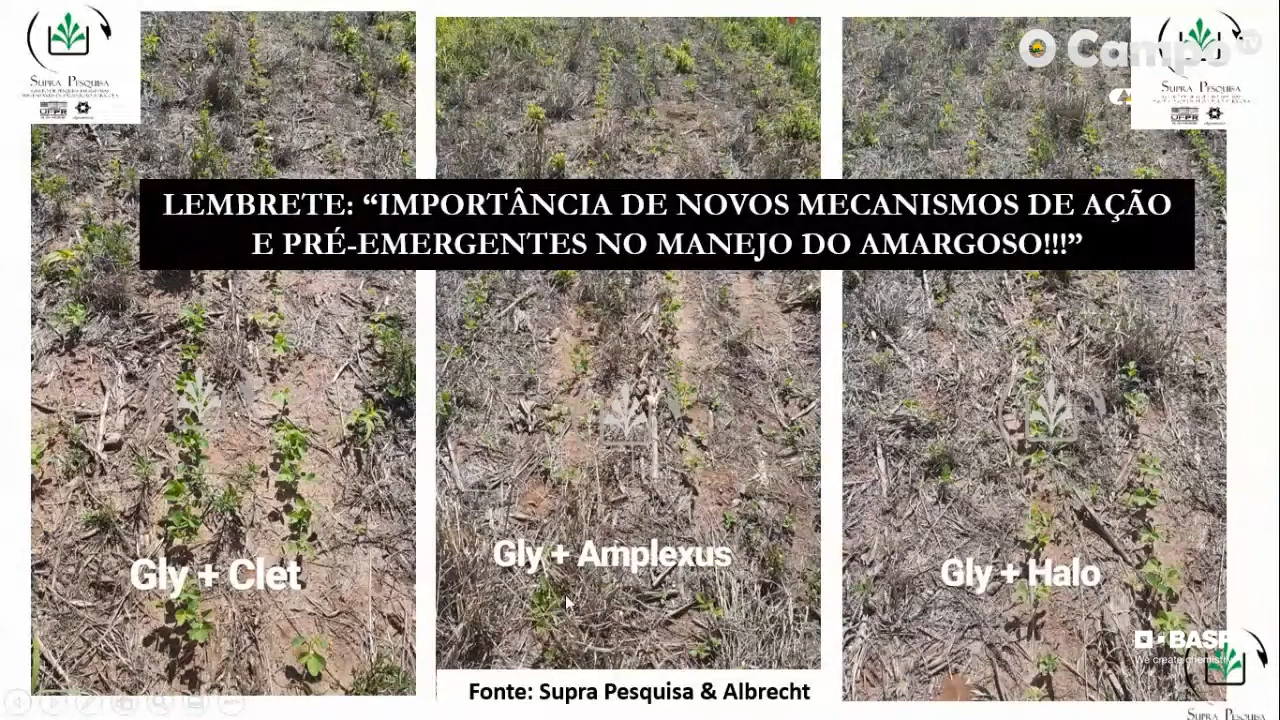 O Campo TV
SUPRA PESQUISA
UFPR
SUPRA PESQUISA
UFPR
LEMBRETE: “IMPORTÂNCIA DE NOVOS MECANISMOS DE AÇÃO
E PRÉ-EMERGENTES NO MANEJO DO AMARGOSO!!!”
Gly + Clet
Gly + Amplexus
Gly + Halo
BASF
We create chemistry
Fonte: Supra Pesquisa & Albrecht
SUPRA PESQUISA